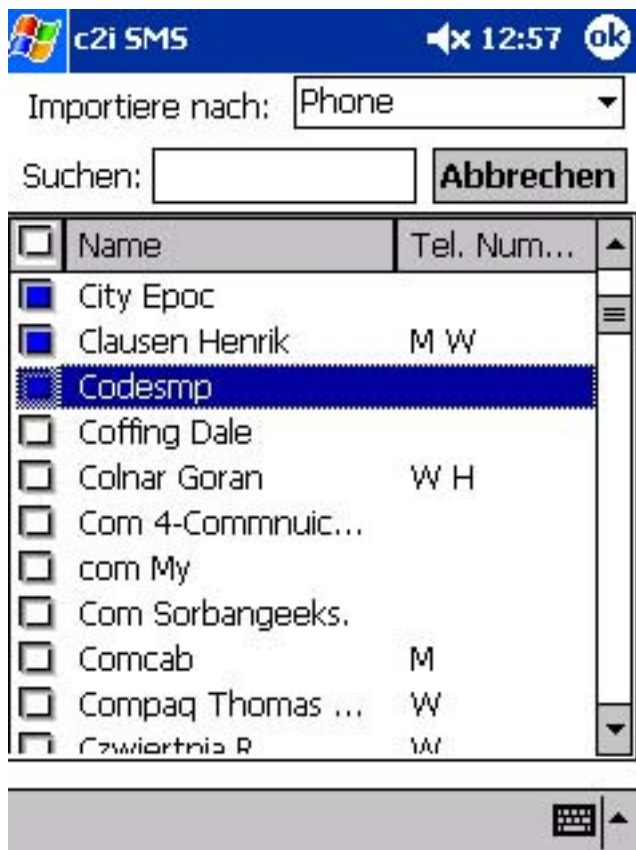 c2i SMS 12:57 ok
Importiere nach: Phone
Suchen: Abbrechen
Name Tel. Num...
City Epoc
Clausen Henrik M W
Codesmp
Coffing Dale
Colnar Goran W H
Com 4-Commnuic...
com My
Com Sorbangeeks.
Comcab M
Compaq Thomas ... W
Czwiertnia R W